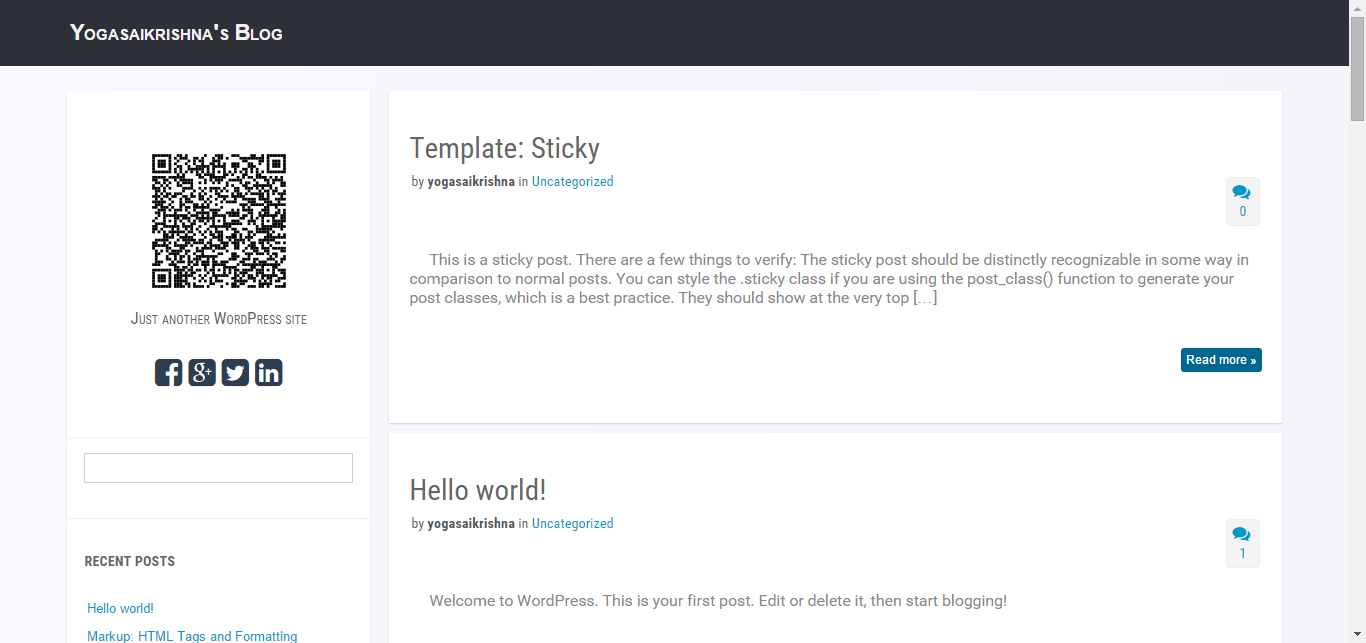 Yogasaikrishna's Blog
Just another WordPress site
RECENT POSTS
Hello world!
Markup: HTML Tags and Formatting
Template: Sticky
by yogasaikrishna in Uncategorized
0
This is a sticky post. There are a few things to verify: The sticky post should be distinctly recognizable in some way in
comparison to normal posts. You can style the .sticky class if you are using the post_class() function to generate your
post classes, which is a best practice. They should show at the very top […]
Read more »
Hello world!
by yogasaikrishna in Uncategorized
1
Welcome to WordPress. This is your first post. Edit or delete it, then start blogging!